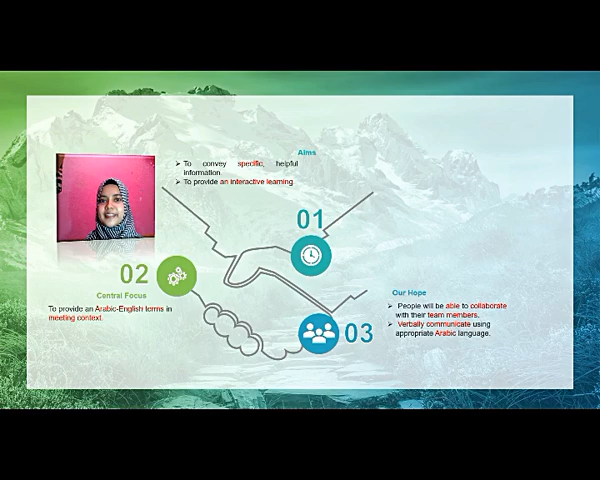 Aims
➢ To convey specific, helpful
information.
➢ To provide an interactive learning.
01
02
Central Focus
To provide an Arabic-English terms in
meeting context.
Our Hope
➢ People will be able to collaborate
with their team members.
➢ Verbally communicate using
appropriate Arabic language.
03